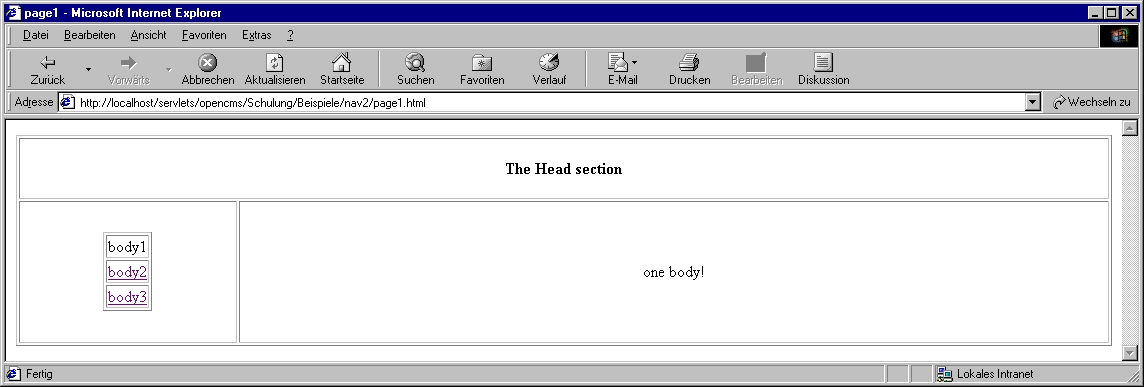 page1 - Microsoft Internet Explorer
Datei Bearbeiten Ansicht Favoriten Extras ?
Zurück Vorwärts Abbrechen Aktualisieren Startseite Suchen Favoriten Verlauf E-Mail Drucken Bearbeiten Diskussion
Adresse http://localhost/servlets/opencms/Schulung/Beispiele/nav2/page1.html Wechseln zu
The Head section
body1
body2
body3
one body!
Fertig Lokales Intranet